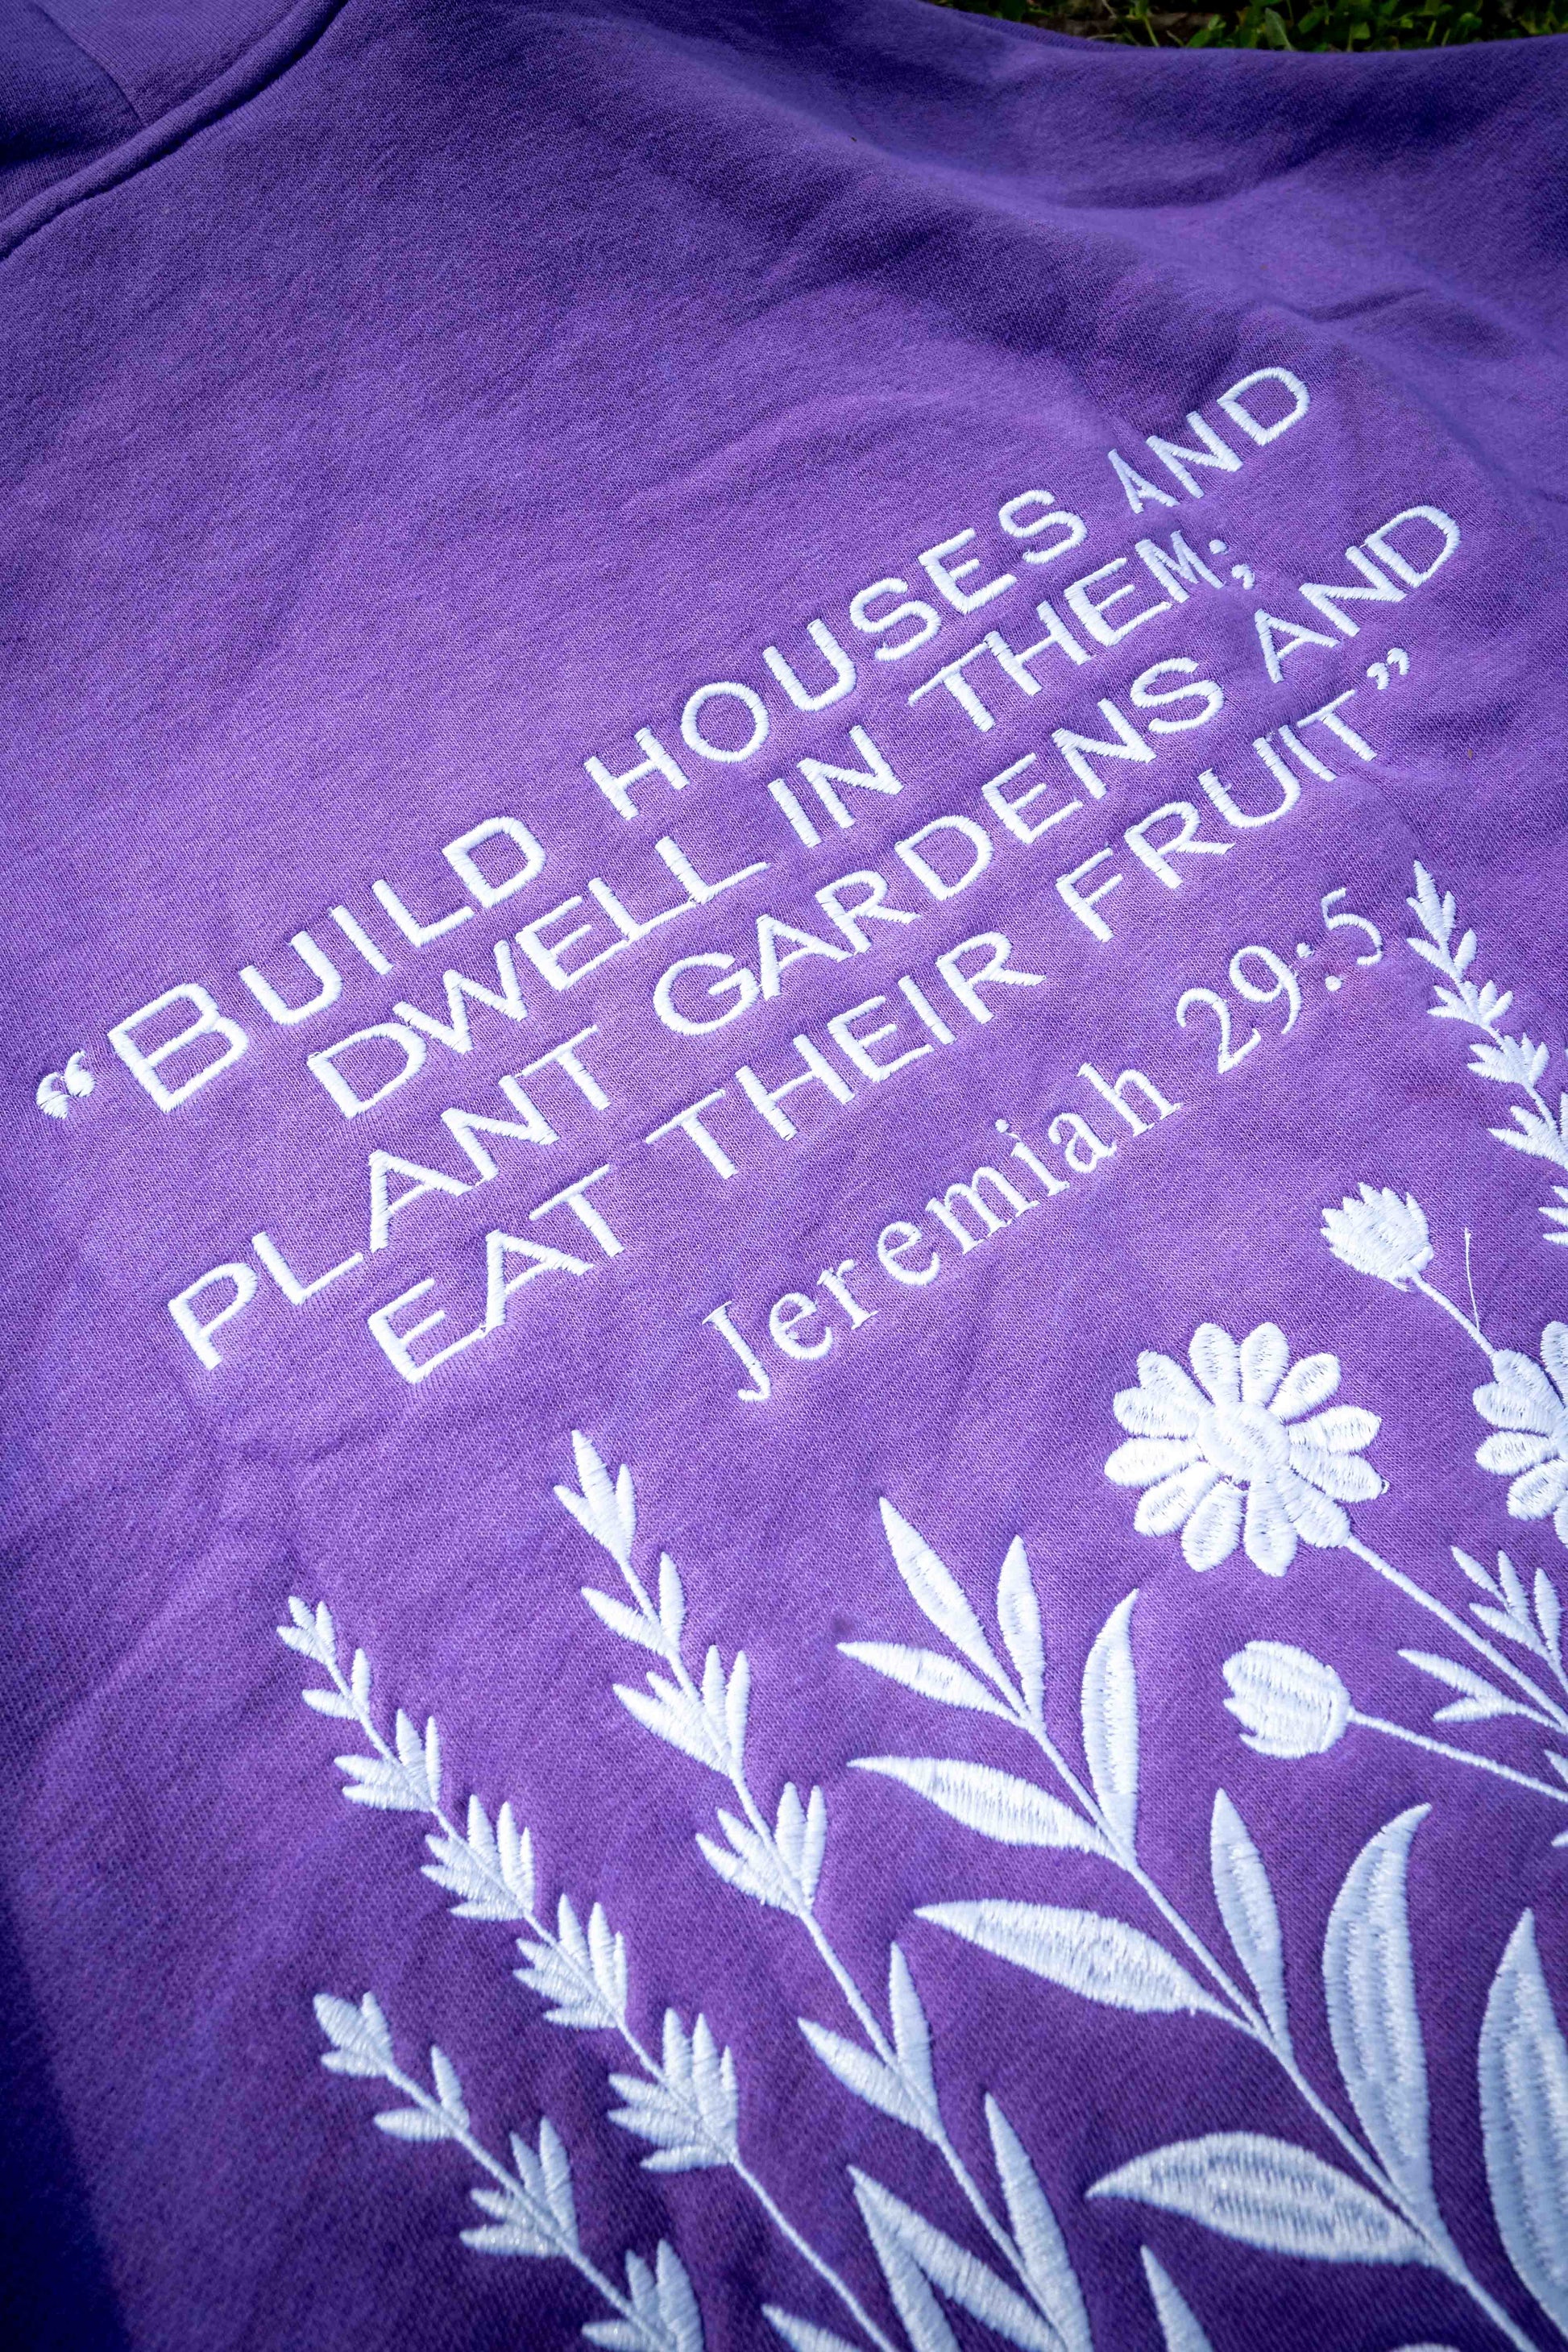 “BUILD HOUSES AND
DWELL IN THEM;
PLANT GARDENS AND
EAT THEIR FRUIT”
Jeremiah 29:5